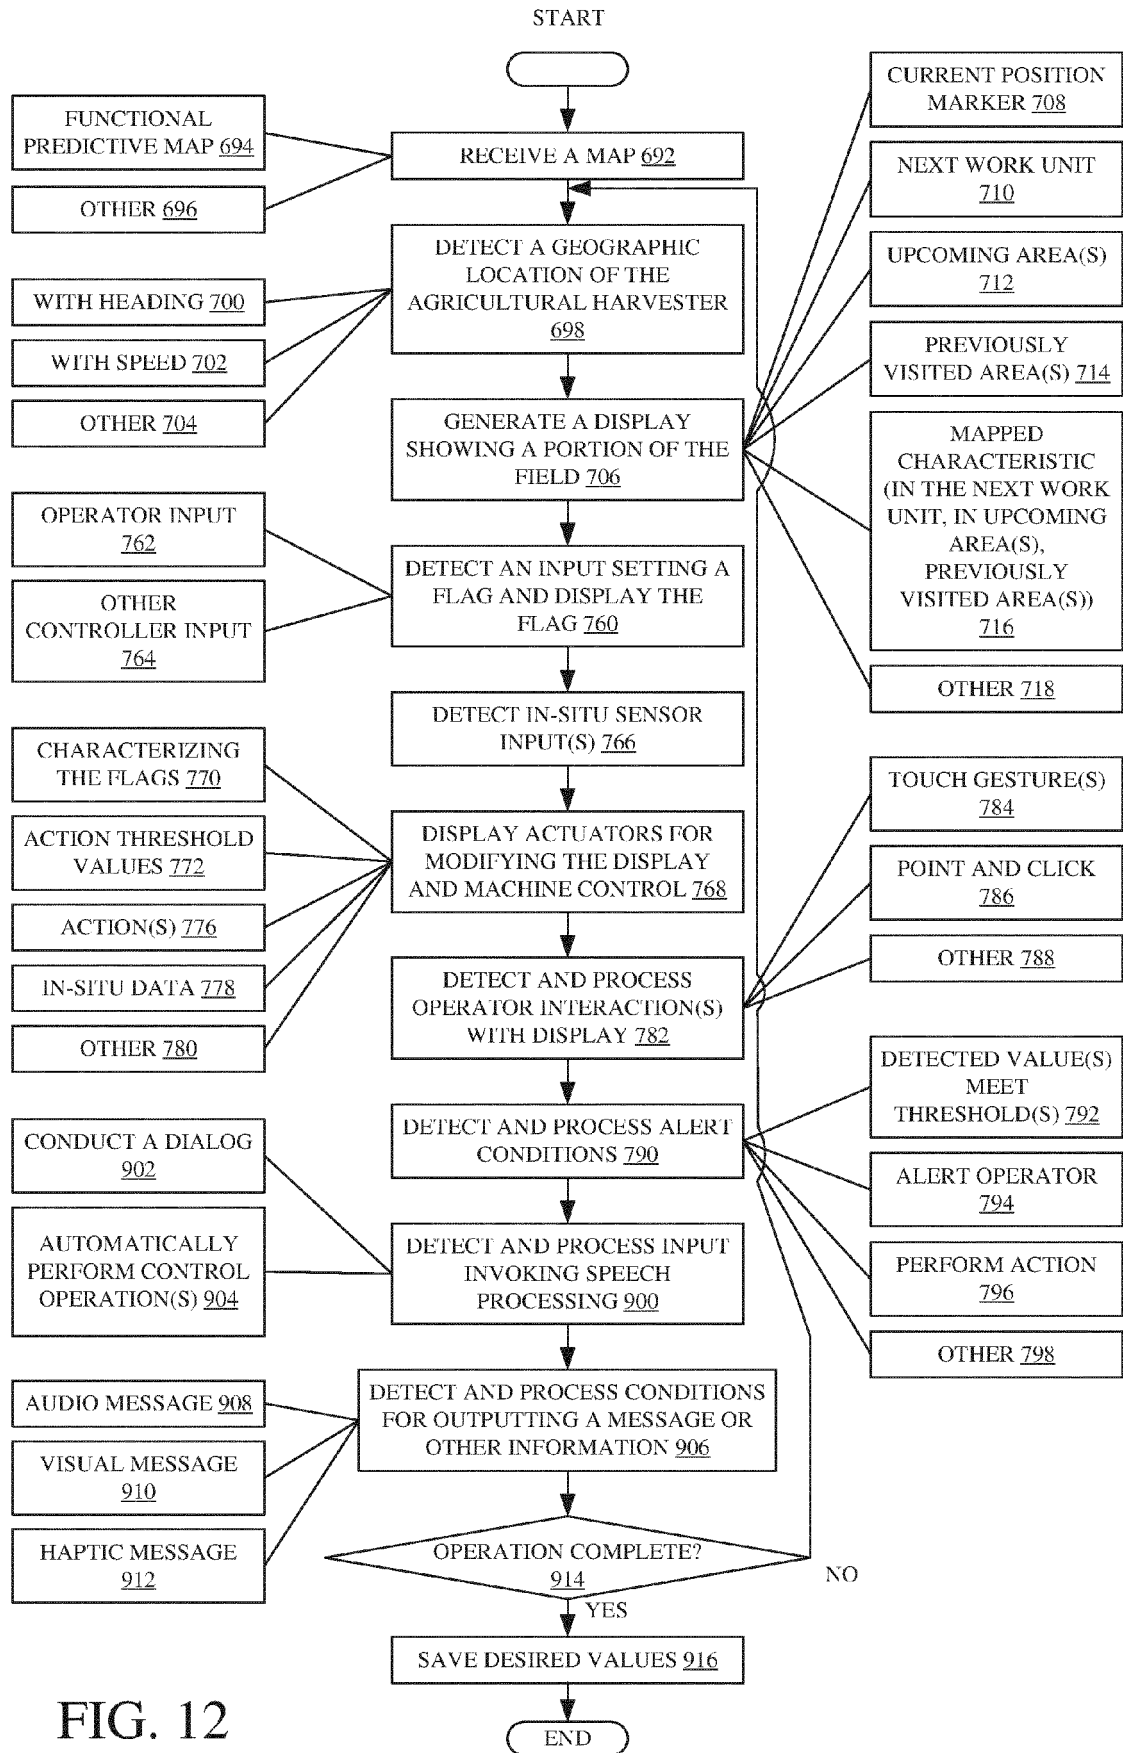 START
FUNCTIONAL
PREDICTIVE MAP 694
OTHER 696
RECEIVE A MAP 692
CURRENT POSITION
MARKER 708
NEXT WORK UNIT
710
UPCOMING AREA(S)
712
PREVIOUSLY
VISITED AREA(S) 714
MAPPED
CHARACTERISTIC
(IN THE NEXT WORK
UNIT, IN UPCOMING
AREA(S),
PREVIOUSLY
VISITED AREA(S))
716
OTHER 718
DETECT A GEOGRAPHIC
LOCATION OF THE
AGRICULTURAL HARVESTER
698
WITH HEADING 700
WITH SPEED 702
OTHER 704
GENERATE A DISPLAY
SHOWING A PORTION OF THE
FIELD 706
OPERATOR INPUT
762
OTHER
CONTROLLER INPUT
764
DETECT AN INPUT SETTING A
FLAG AND DISPLAY THE
FLAG 760
DETECT IN-SITU SENSOR
INPUT(S) 766
CHARACTERIZING
THE FLAGS 770
ACTION THRESHOLD
VALUES 772
ACTION(S) 776
IN-SITU DATA 778
OTHER 780
DISPLAY ACTUATORS FOR
MODIFYING THE DISPLAY
AND MACHINE CONTROL 768
TOUCH GESTURE(S)
784
POINT AND CLICK
786
OTHER 788
DETECT AND PROCESS
OPERATOR INTERACTION(S)
WITH DISPLAY 782
DETECTED VALUE(S)
MEET
THRESHOLD(S) 792
ALERT OPERATOR
794
PERFORM ACTION
796
OTHER 798
DETECT AND PROCESS ALERT
CONDITIONS 790
CONDUCT A DIALOG
902
AUTOMATICALLY
PERFORM CONTROL
OPERATION(S) 904
DETECT AND PROCESS INPUT
INVOKING SPEECH
PROCESSING 900
AUDIO MESSAGE 908
VISUAL MESSAGE
910
HAPTIC MESSAGE
912
DETECT AND PROCESS CONDITIONS
FOR OUTPUTTING A MESSAGE OR
OTHER INFORMATION 906
OPERATION COMPLETE?
914
NO
YES
SAVE DESIRED VALUES 916
END
FIG. 12